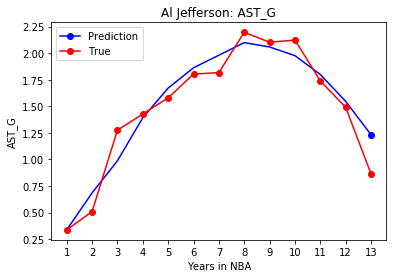 Al Jefferson: AST_G
Prediction
True
2.25
2.00
1.75
1.50
1.25
1.00
0.75
0.50
0.25
AST_G
1 2 3 4 5 6 7 8 9 10 11 12 13
Years in NBA